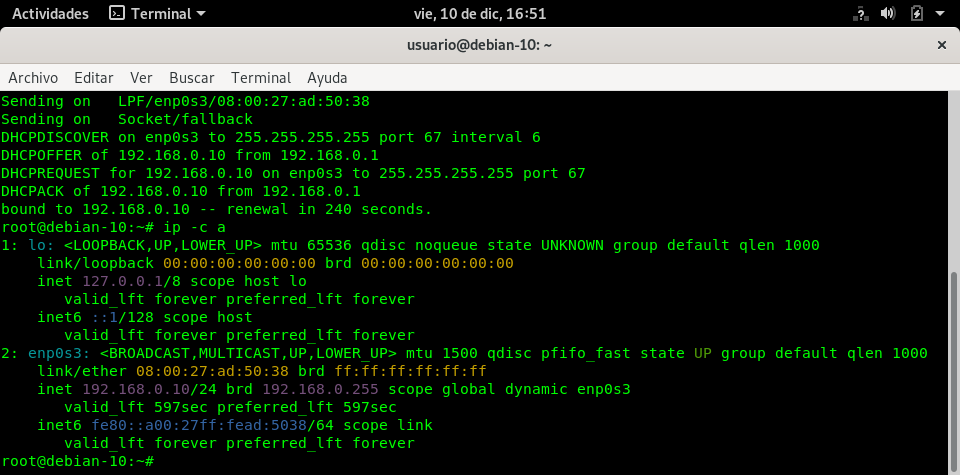 Actividades Terminal vie, 10 de dic, 16:51
usuario@debian-10: ~ ×
Archivo Editar Ver Buscar Terminal Ayuda
Sending on   LPF/enp0s3/08:00:27:ad:50:38
Sending on   Socket/fallback
DHCPDISCOVER on enp0s3 to 255.255.255.255 port 67 interval 6
DHCPOFFER of 192.168.0.10 from 192.168.0.1
DHCPREQUEST for 192.168.0.10 on enp0s3 to 255.255.255.255 port 67
DHCPACK of 192.168.0.10 from 192.168.0.1
bound to 192.168.0.10 -- renewal in 240 seconds.
root@debian-10:~# ip -c a
1: lo: <LOOPBACK,UP,LOWER_UP> mtu 65536 qdisc noqueue state UNKNOWN group default qlen 1000
    link/loopback 00:00:00:00:00:00 brd 00:00:00:00:00:00
    inet 127.0.0.1/8 scope host lo
       valid_lft forever preferred_lft forever
    inet6 ::1/128 scope host
       valid_lft forever preferred_lft forever
2: enp0s3: <BROADCAST,MULTICAST,UP,LOWER_UP> mtu 1500 qdisc pfifo_fast state UP group default qlen 1000
    link/ether 08:00:27:ad:50:38 brd ff:ff:ff:ff:ff:ff
    inet 192.168.0.10/24 brd 192.168.0.255 scope global dynamic enp0s3
       valid_lft 597sec preferred_lft 597sec
    inet6 fe80::a00:27ff:fead:5038/64 scope link
       valid_lft forever preferred_lft forever
root@debian-10:~#